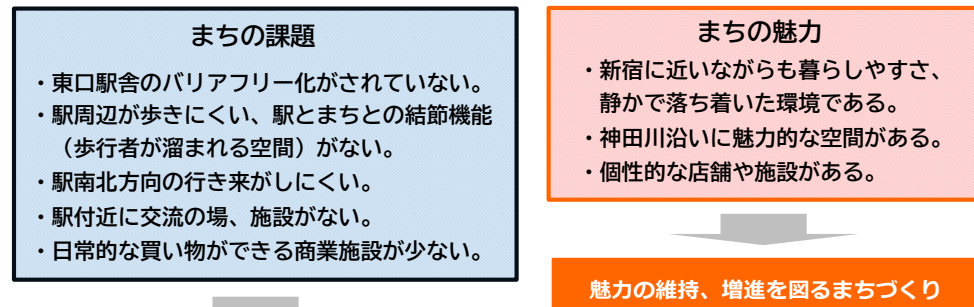 まちの課題
・東口駅舎のバリアフリー化がされていない。
・駅周辺が歩きにくい、駅とまちとの結節機能
（歩行者が溜まれる空間）がない。
・駅南北方向の行き来がしにくい。
・駅付近に交流の場、施設がない。
・日常的な買い物ができる商業施設が少ない。
まちの魅力
・新宿に近いながらも暮らしやすさ、
静かで落ち着いた環境である。
・神田川沿いに魅力的な空間がある。
・個性的な店舗や施設がある。
魅力の維持、増進を図るまちづくり